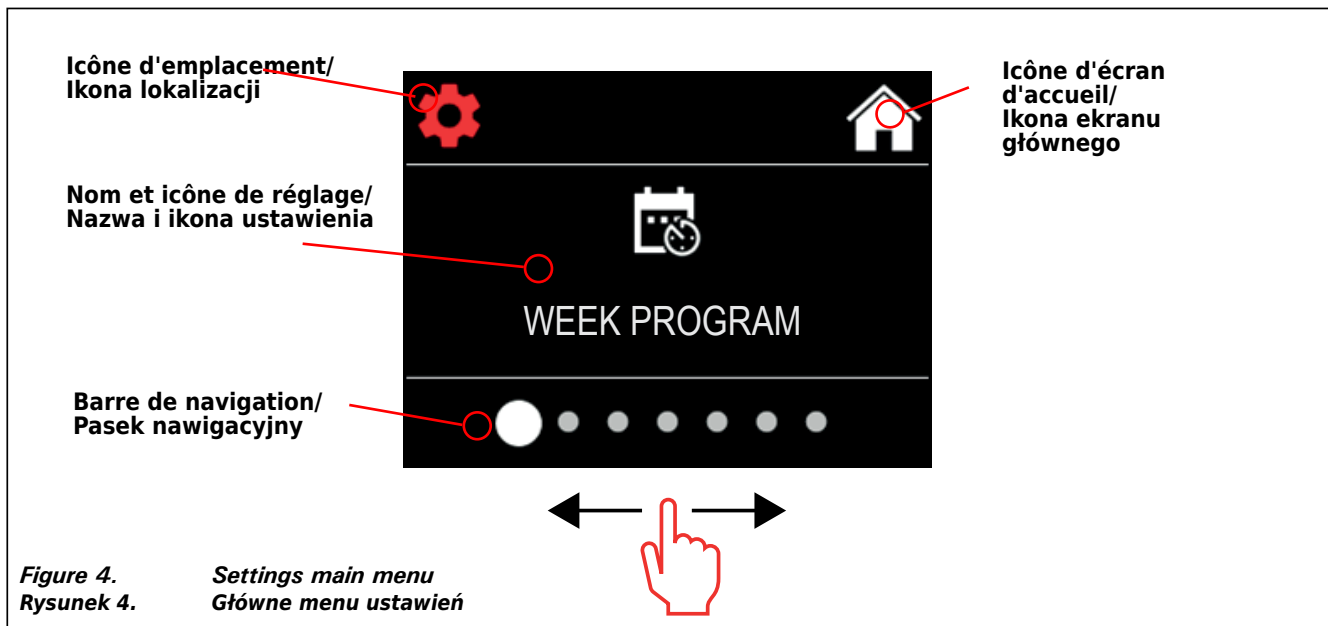 Icône d'emplacement/
Ikona lokalizacji
Icône d'écran
d'accueil/
Ikona ekranu
głównego
Nom et icône de réglage/
Nazwa i ikona ustawienia
WEEK PROGRAM
Barre de navigation/
Pasek nawigacyjny
Figure 4. Settings main menu
Rysunek 4. Główne menu ustawień